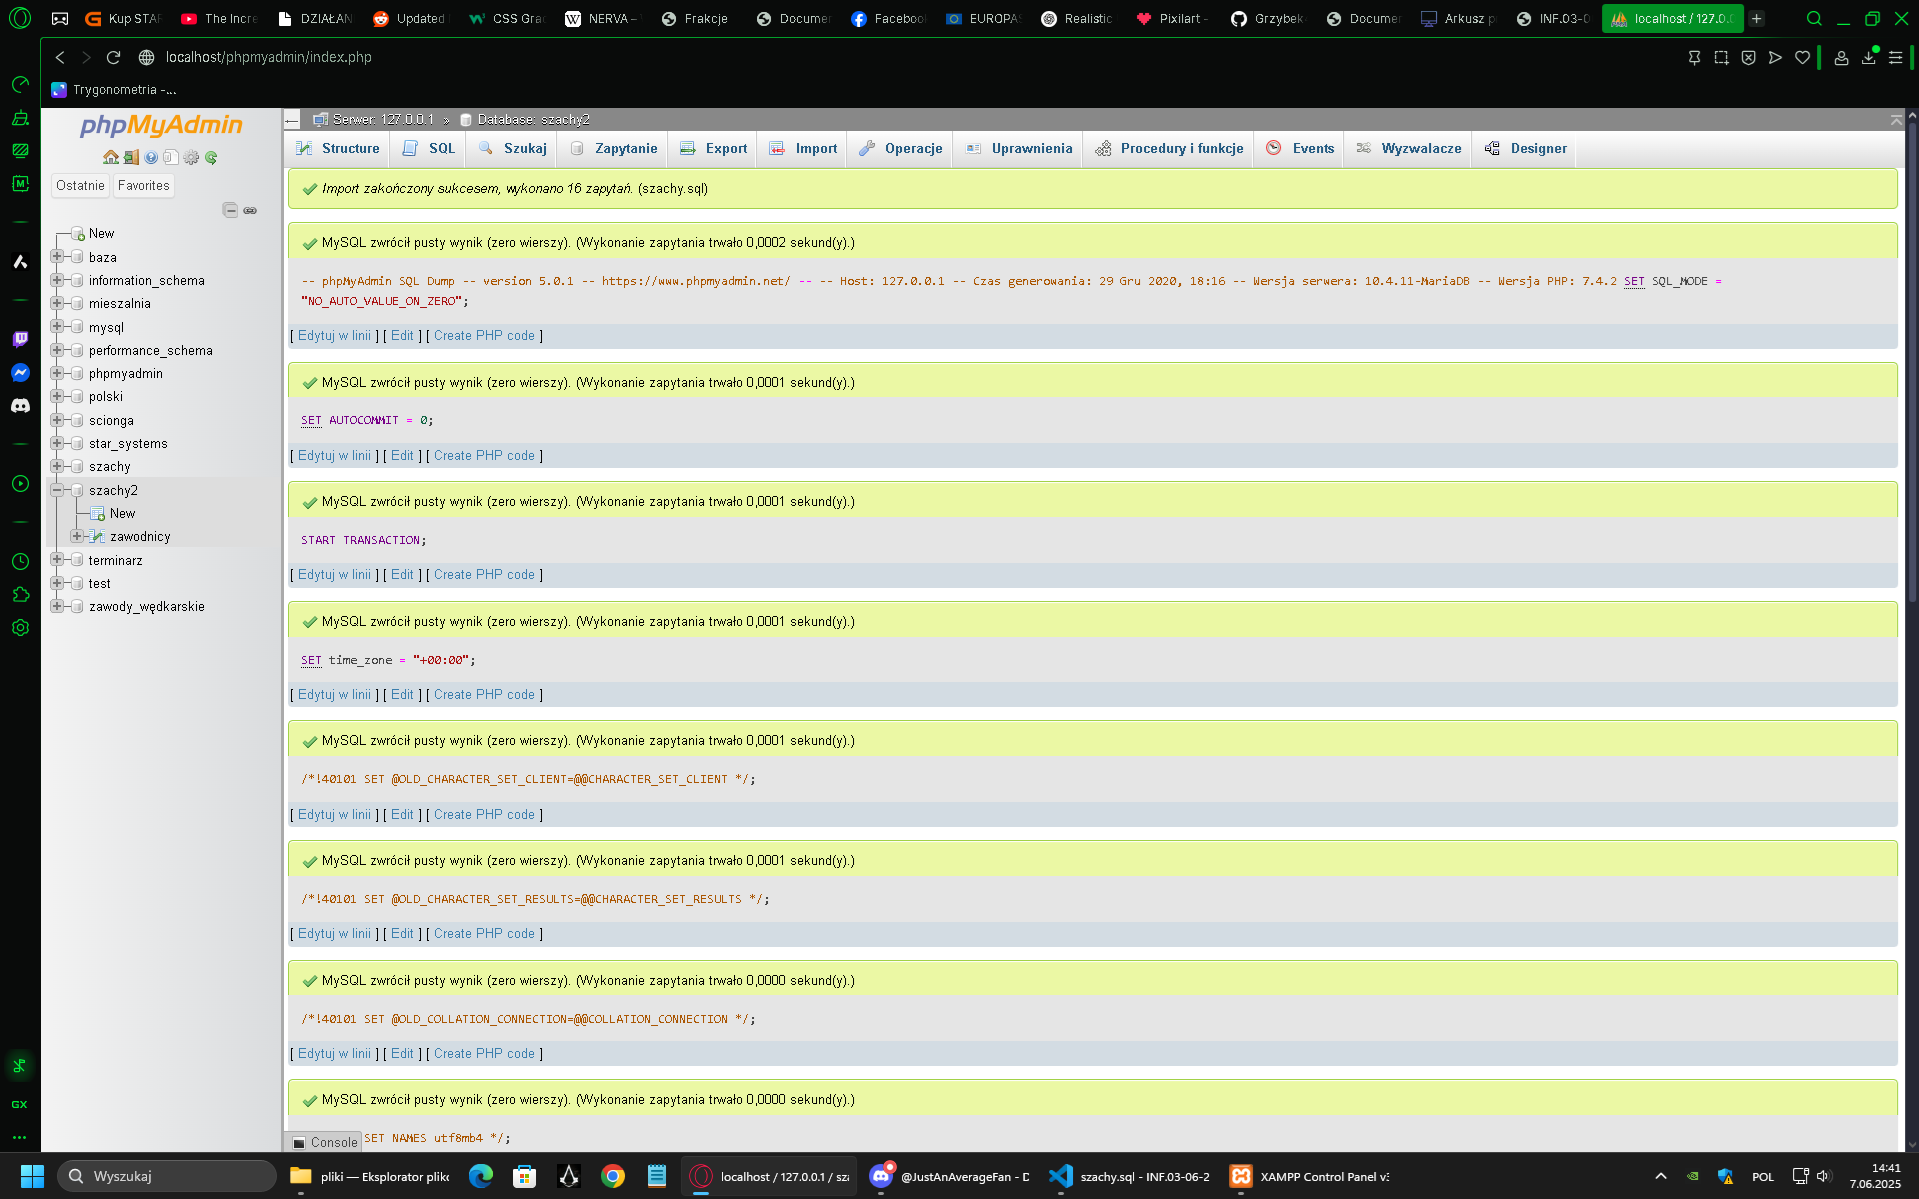 Kup STAR
The Incre
DZIAŁAN
Updated
CSS Grad
NERVA –
Frakcje
Documen
Facebook
EUROPA
Realistic
Pixilart -
Grzybek
Documen
Arkusz p
INF.03-0
localhost / 127.0.0
localhost/phpmyadmin/index.php
Trygonometria -...
phpMyAdmin
Ostatnie
Favorites
New
baza
information_schema
mieszalnia
mysql
performance_schema
phpmyadmin
polski
scionga
star_systems
szachy
szachy2
New
zawodnicy
terminarz
test
zawody_wędkarskie
Serwer: 127.0.0.1 » Database: szachy2
Structure
SQL
Szukaj
Zapytanie
Export
Import
Operacje
Uprawnienia
Procedury i funkcje
Events
Wyzwalacze
Designer
Import zakończony sukcesem, wykonano 16 zapytań. (szachy.sql)
MySQL zwrócił pusty wynik (zero wierszy). (Wykonanie zapytania trwało 0,0002 sekund(y).)
-- phpMyAdmin SQL Dump -- version 5.0.1 -- https://www.phpmyadmin.net/ -- -- Host: 127.0.0.1 -- Czas generowania: 29 Gru 2020, 18:16 -- Wersja serwera: 10.4.11-MariaDB -- Wersja PHP: 7.4.2 SET SQL_MODE =
"NO_AUTO_VALUE_ON_ZERO";
[ Edytuj w linii ] [ Edit ] [ Create PHP code ]
MySQL zwrócił pusty wynik (zero wierszy). (Wykonanie zapytania trwało 0,0001 sekund(y).)
SET AUTOCOMMIT = 0;
[ Edytuj w linii ] [ Edit ] [ Create PHP code ]
MySQL zwrócił pusty wynik (zero wierszy). (Wykonanie zapytania trwało 0,0001 sekund(y).)
START TRANSACTION;
[ Edytuj w linii ] [ Edit ] [ Create PHP code ]
MySQL zwrócił pusty wynik (zero wierszy). (Wykonanie zapytania trwało 0,0001 sekund(y).)
SET time_zone = "+00:00";
[ Edytuj w linii ] [ Edit ] [ Create PHP code ]
MySQL zwrócił pusty wynik (zero wierszy). (Wykonanie zapytania trwało 0,0001 sekund(y).)
/*!40101 SET @OLD_CHARACTER_SET_CLIENT=@@CHARACTER_SET_CLIENT */;
[ Edytuj w linii ] [ Edit ] [ Create PHP code ]
MySQL zwrócił pusty wynik (zero wierszy). (Wykonanie zapytania trwało 0,0001 sekund(y).)
/*!40101 SET @OLD_CHARACTER_SET_RESULTS=@@CHARACTER_SET_RESULTS */;
[ Edytuj w linii ] [ Edit ] [ Create PHP code ]
MySQL zwrócił pusty wynik (zero wierszy). (Wykonanie zapytania trwało 0,0000 sekund(y).)
/*!40101 SET @OLD_COLLATION_CONNECTION=@@COLLATION_CONNECTION */;
[ Edytuj w linii ] [ Edit ] [ Create PHP code ]
MySQL zwrócił pusty wynik (zero wierszy). (Wykonanie zapytania trwało 0,0000 sekund(y).)
SET NAMES utf8mb4 */;
Console
GX
Wyszukaj
pliki — Eksplorator pliko
localhost / 127.0.0.1 / sza
@JustAnAverageFan - D
szachy.sql - INF.03-06-2
XAMPP Control Panel v3
POL
14:41
7.06.2025